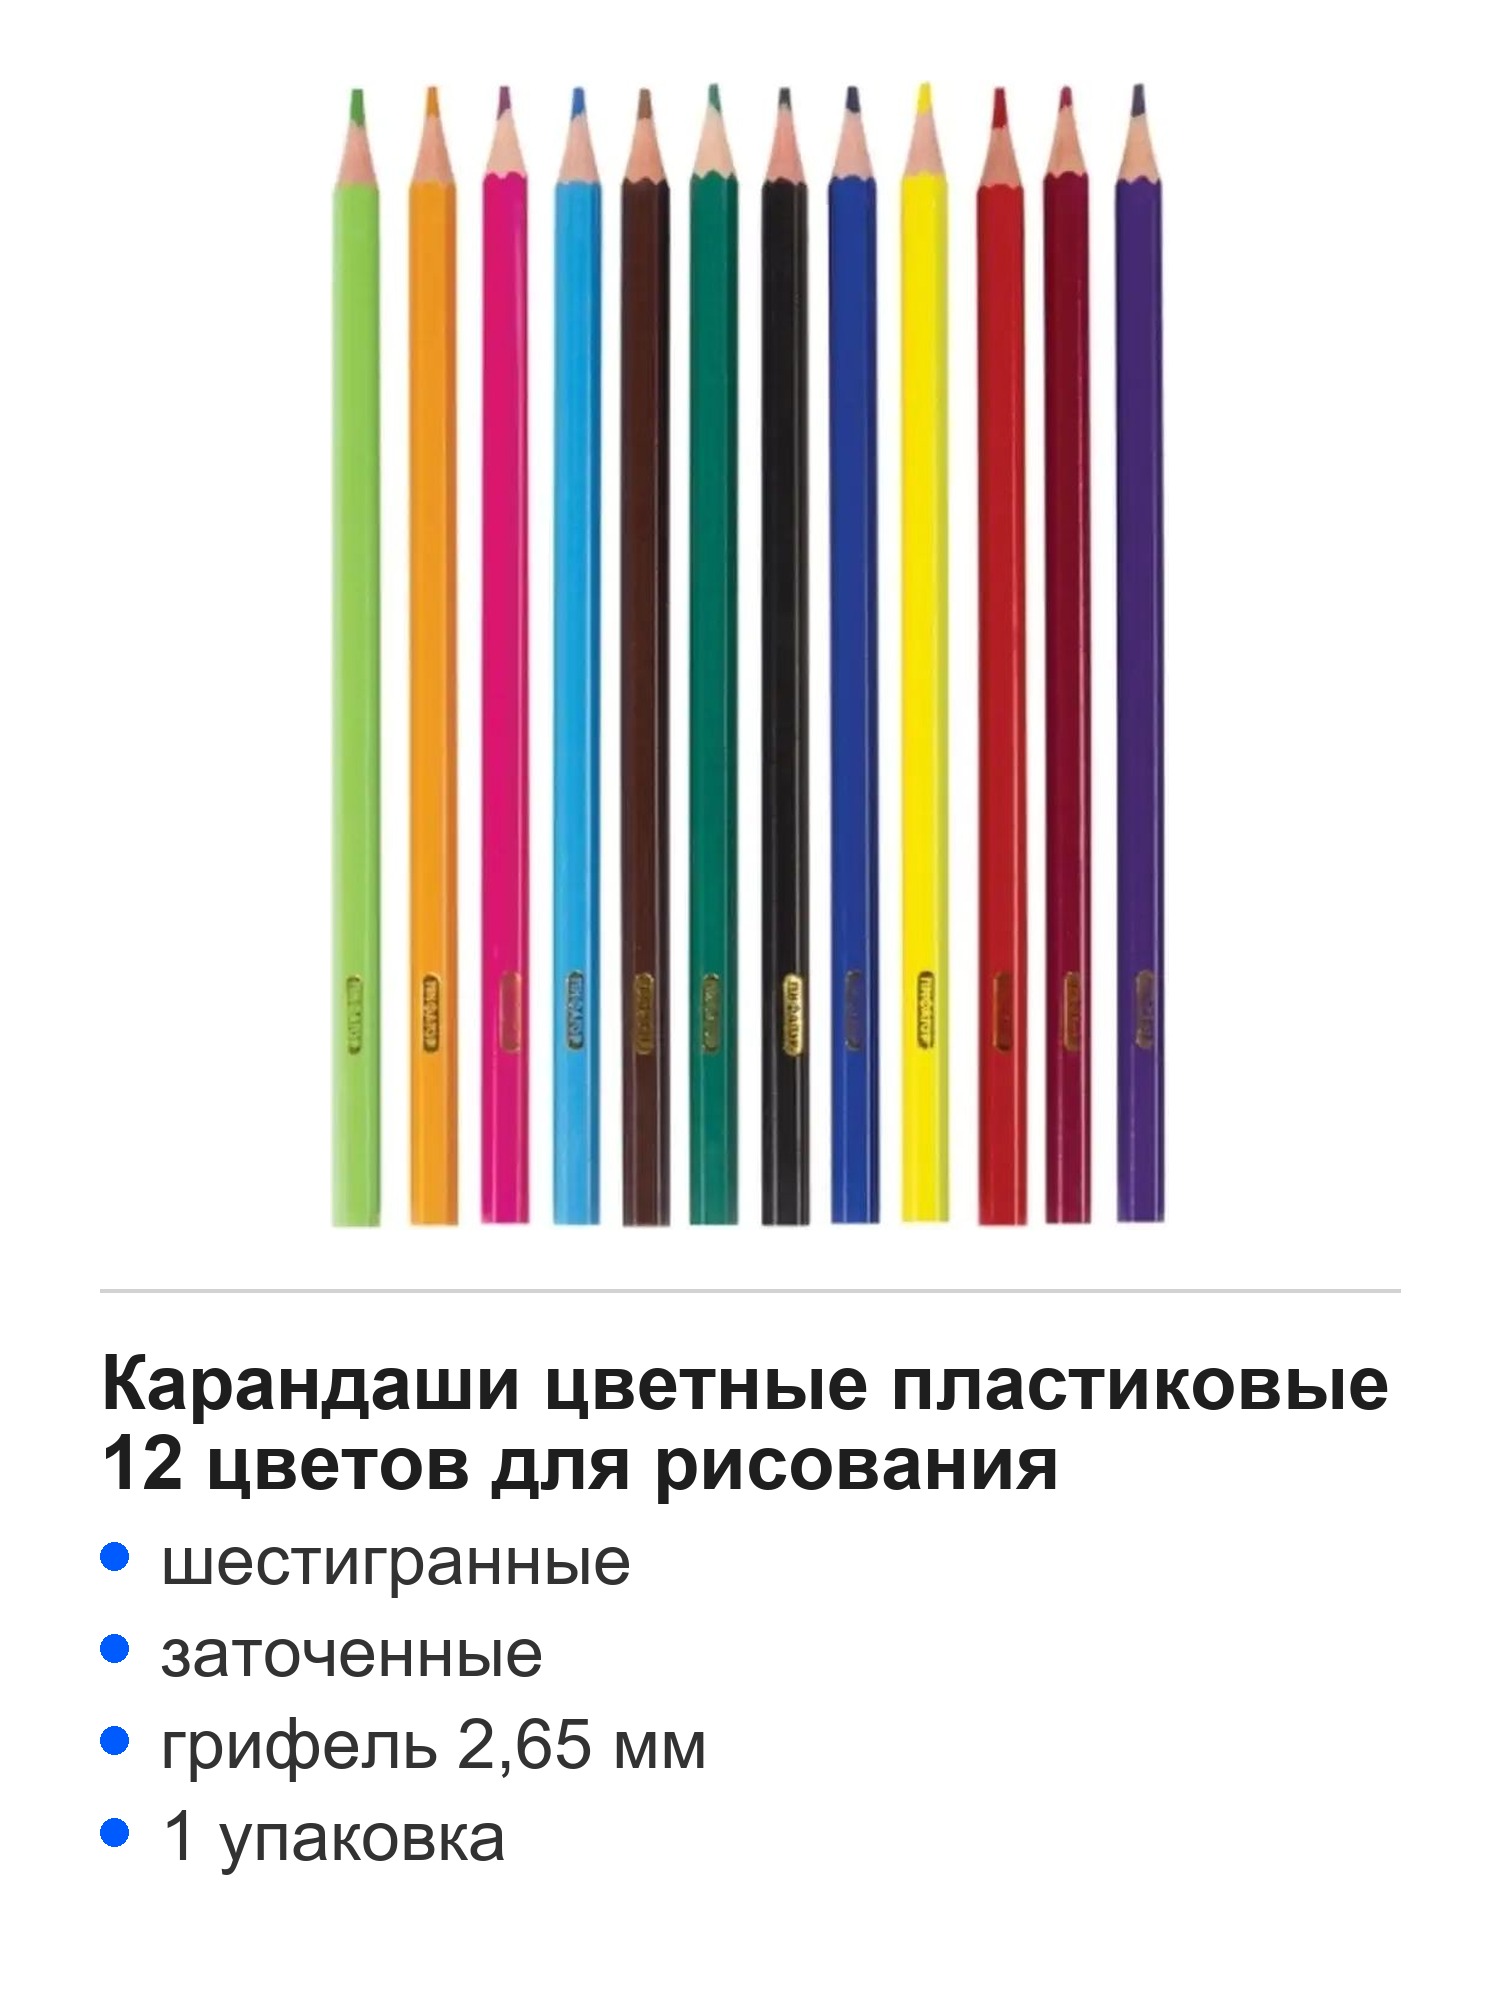 Карандаши цветные пластиковые
12 цветов для рисования
шестигранные
заточенные
грифель 2,65 мм
1 упаковка